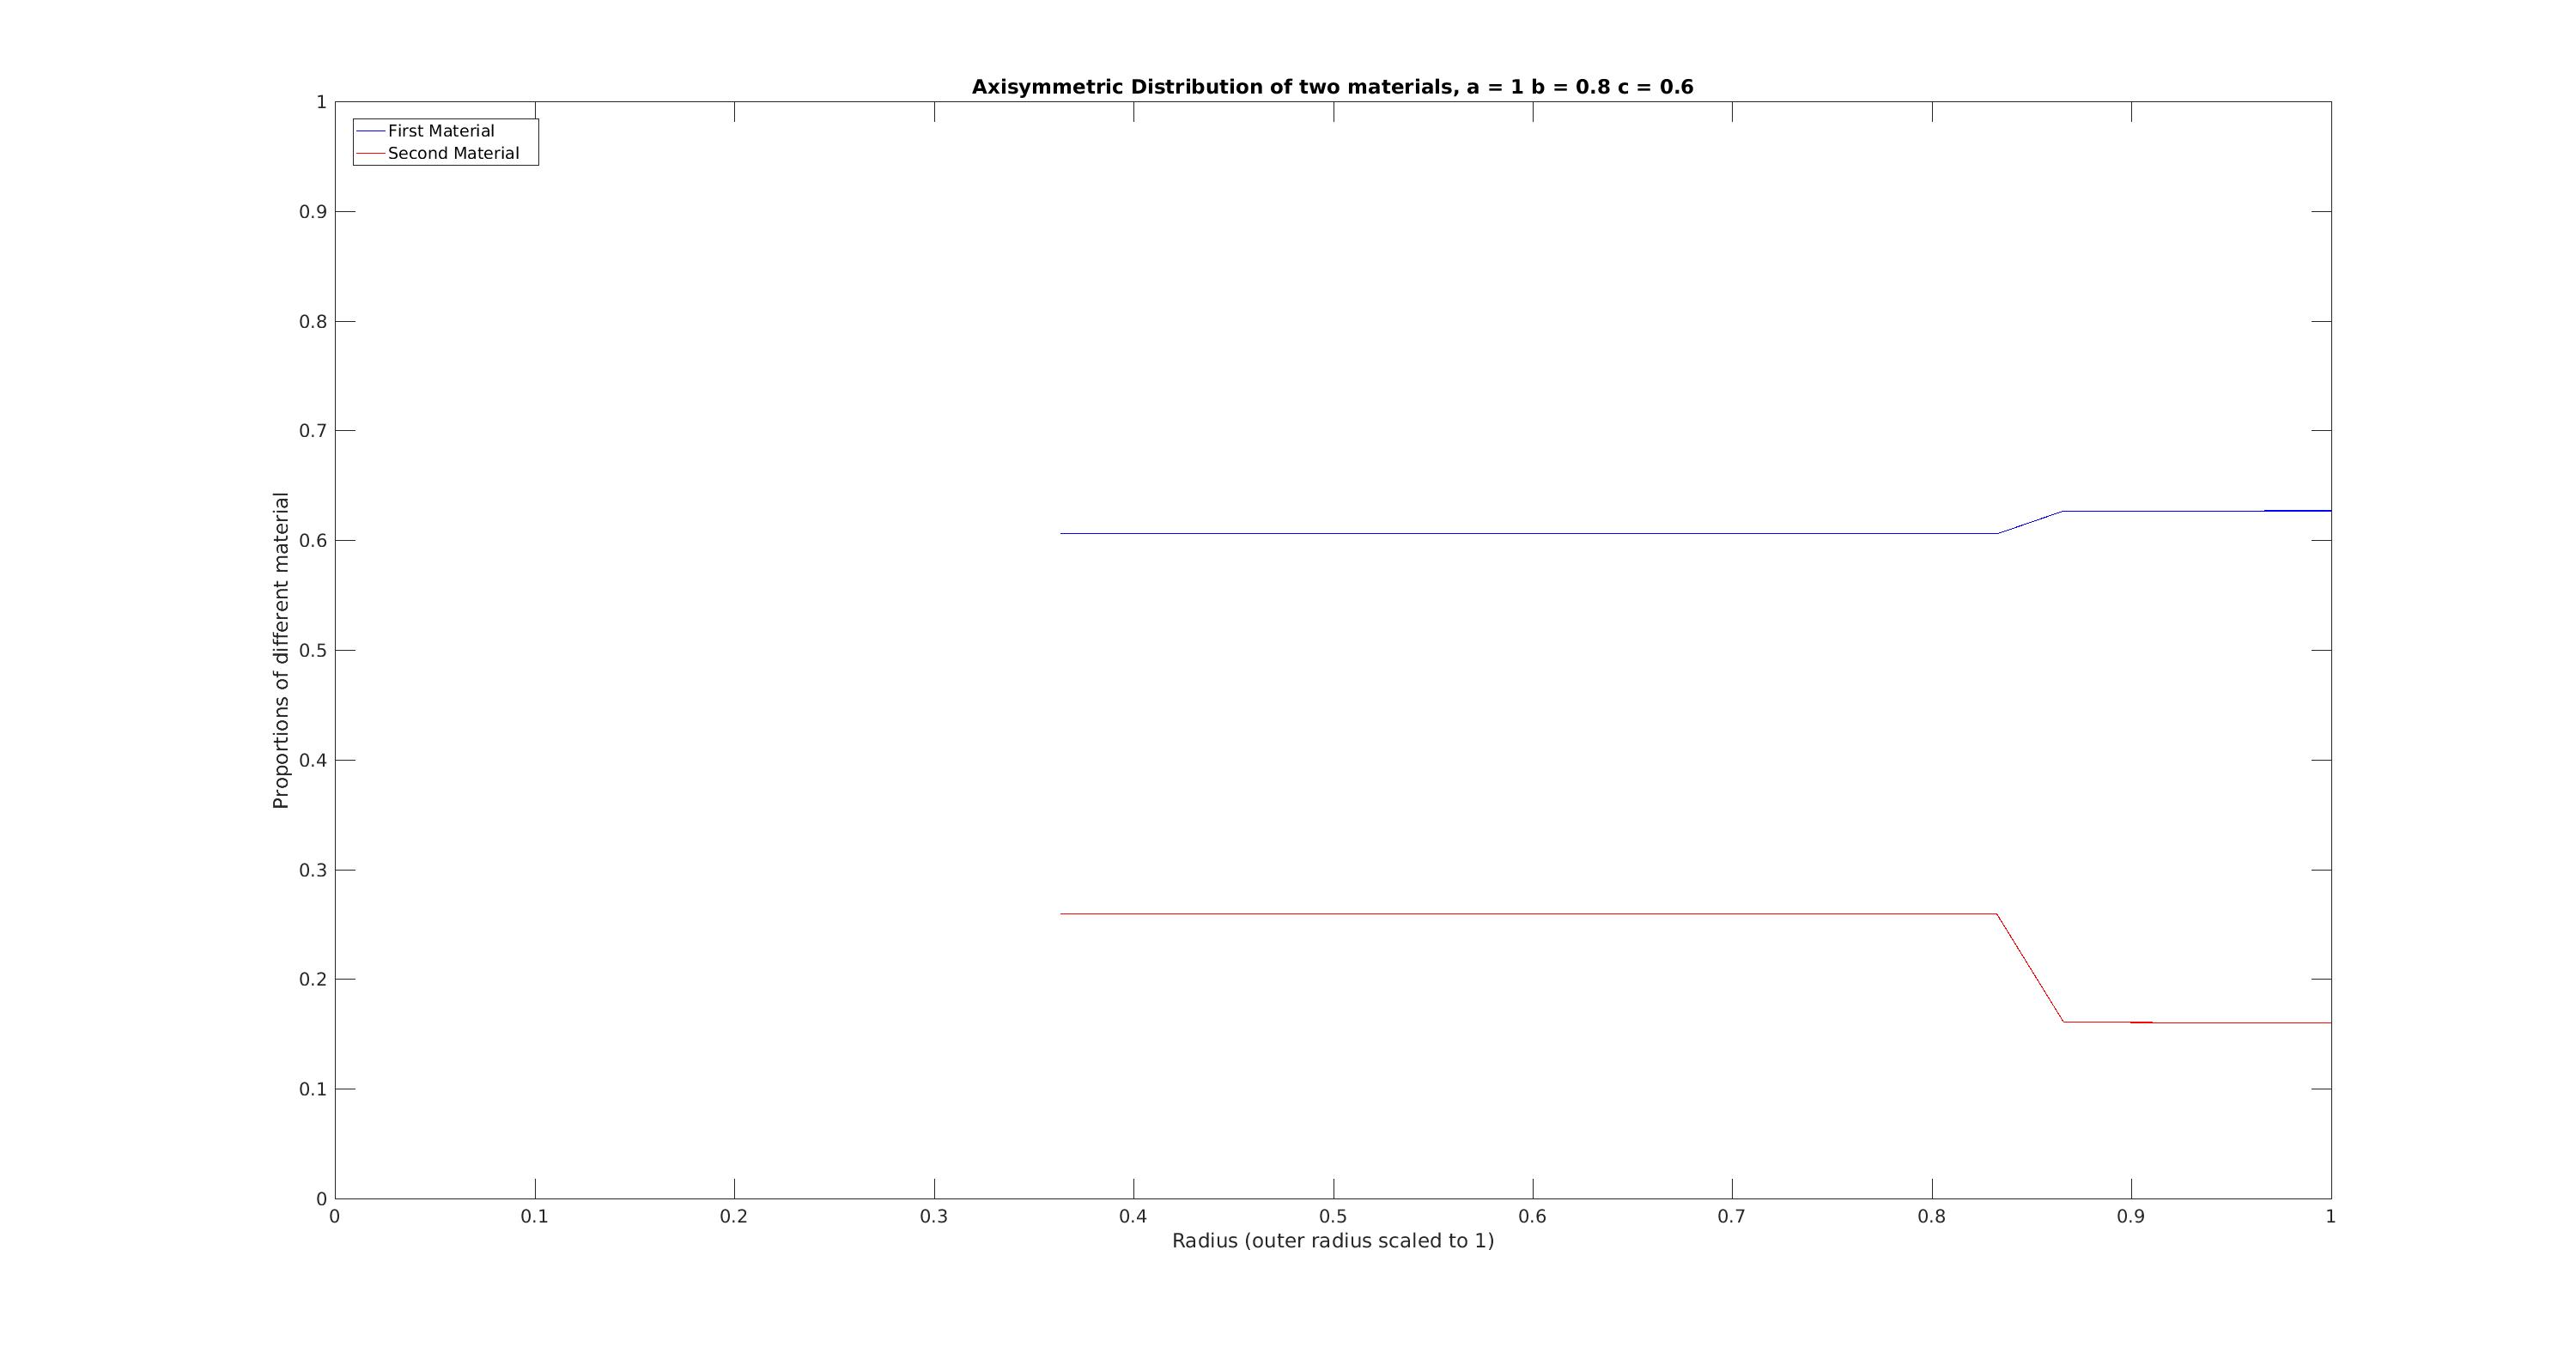 Axisymmetric Distribution of two materials, a = 1 b = 0.8 c = 0.6
First Material
Second Material
1
0.9
0.8
0.7
0.6
0.5
0.4
0.3
0.2
0.1
0
Proportions of different material
0 0.1 0.2 0.3 0.4 0.5 0.6 0.7 0.8 0.9 1
Radius (outer radius scaled to 1)